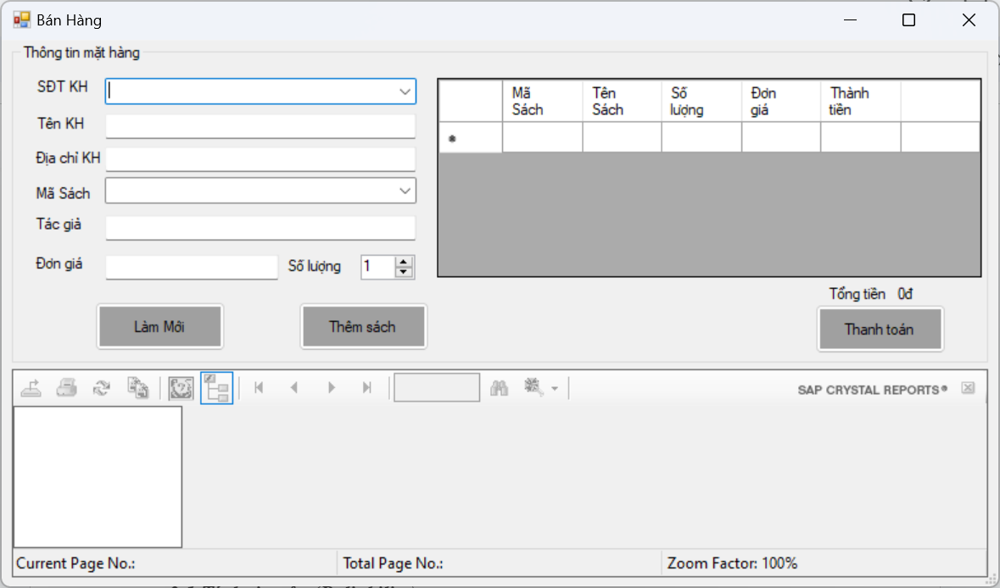 Bán Hàng
Thông tin mặt hàng
SĐT KH
Tên KH
Địa chỉ KH
Mã Sách
Tác giả
Đơn giá
Số lượng
1
Làm Mới
Thêm sách
Mã Sách
Tên Sách
Số lượng
Đơn giá
Thành tiền
Tổng tiền 0đ
Thanh toán
SAP CRYSTAL REPORTS®
Current Page No.:
Total Page No.:
Zoom Factor: 100%